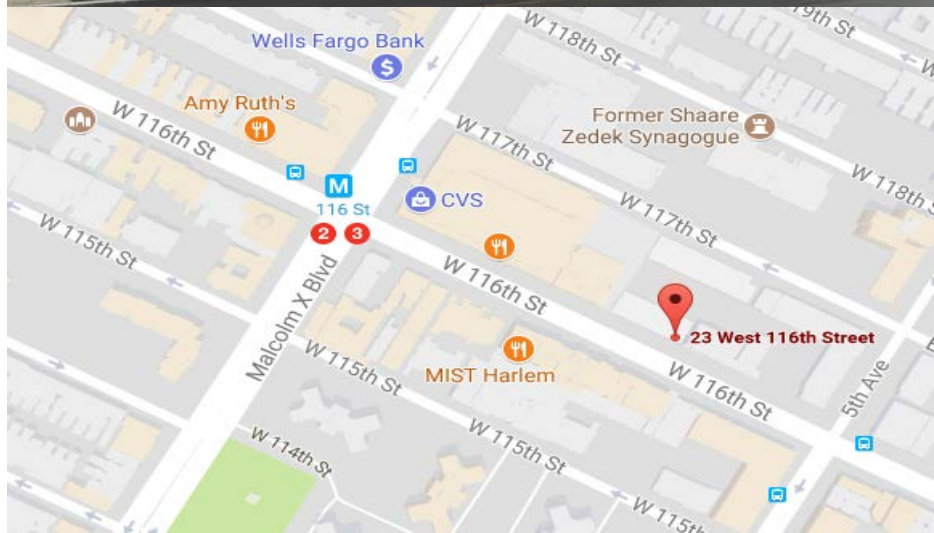 19th St
W 118th St
Wells Fargo Bank
$
Amy Ruth's
W 116th St
Former Shaare
Zedek Synagogue
W 117th St
M
116 St
2 3
CVS
W 118th St
W 117th St
W 115th St
W 116th St
Malcolm X Blvd
23 West 116th Street
MIST Harlem
W 115th St
W 116th St
5th Ave
W 114th St
W 115th St
W 115th